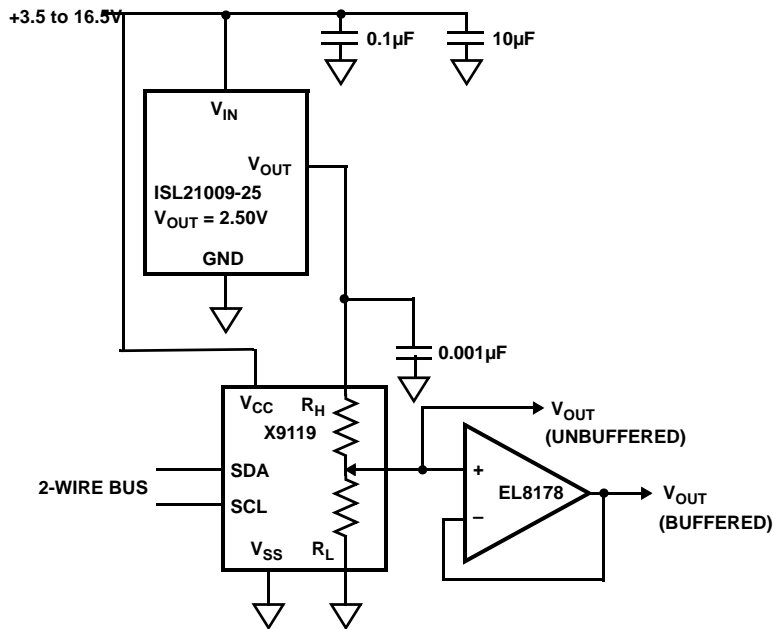 +3.5 to 16.5V
0.1µF
10µF
VIN
VOUT
ISL21009-25
VOUT = 2.50V
GND
0.001µF
VCC
RH
X9119
2-WIRE BUS
SDA
SCL
VSS
RL
VOUT
(UNBUFFERED)
+
EL8178
–
VOUT
(BUFFERED)